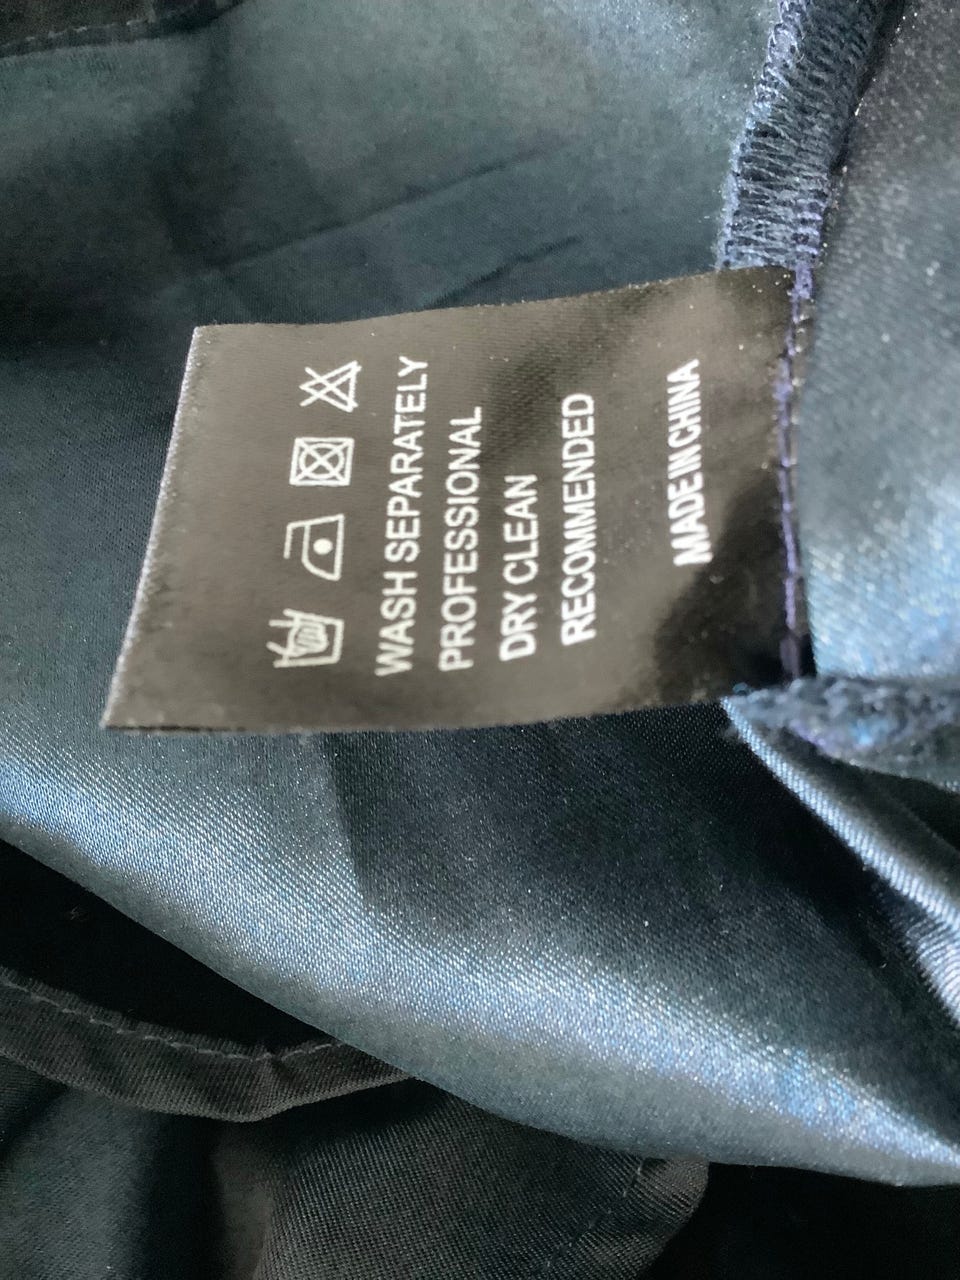 WASH SEPARATELY
PROFESSIONAL
DRY CLEAN
RECOMMENDED
MADE IN CHINA